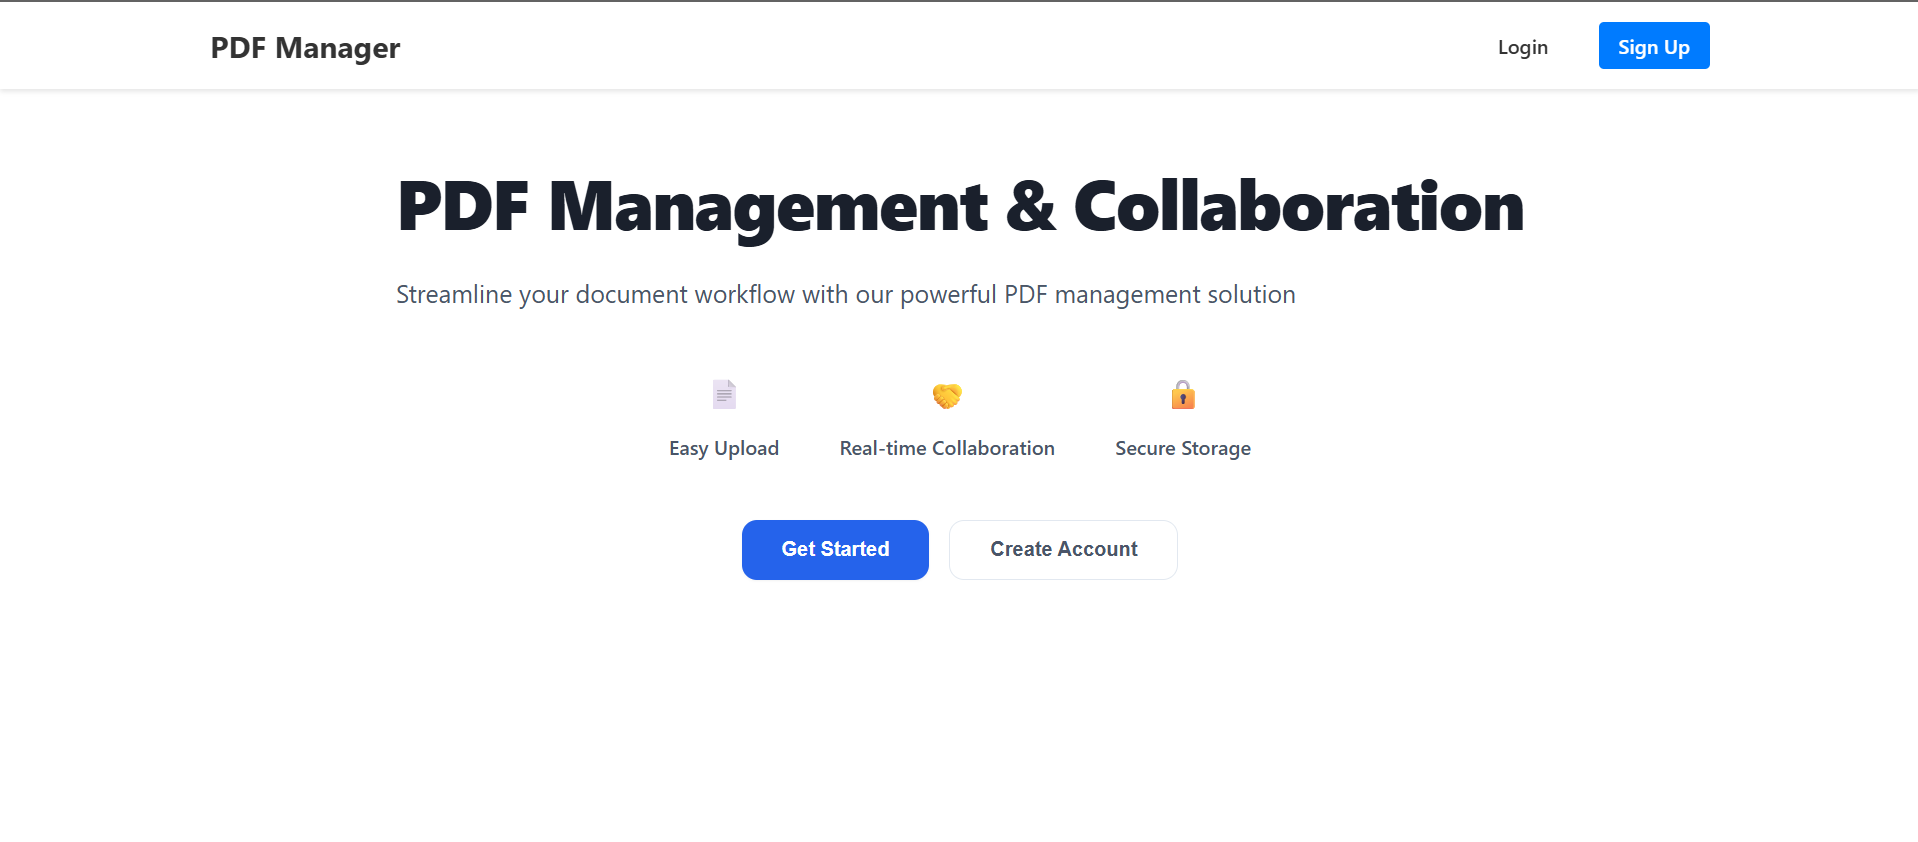 PDF Manager
Login
Sign Up
PDF Management & Collaboration
Streamline your document workflow with our powerful PDF management solution
Easy Upload
Real-time Collaboration
Secure Storage
Get Started
Create Account